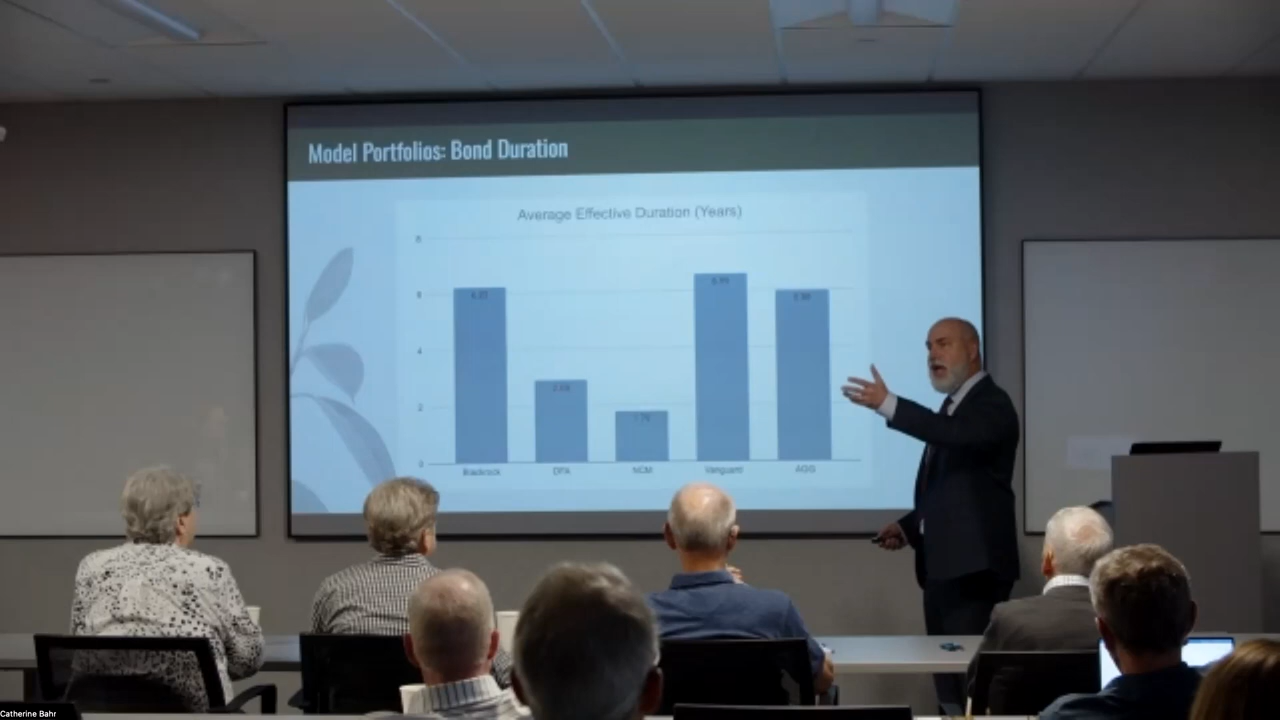 Model Portfolios: Bond Duration
Average Effective Duration (Years)
8
6
4
2
0
Blackrock DFA NCM Vanguard
Catherine Bahr